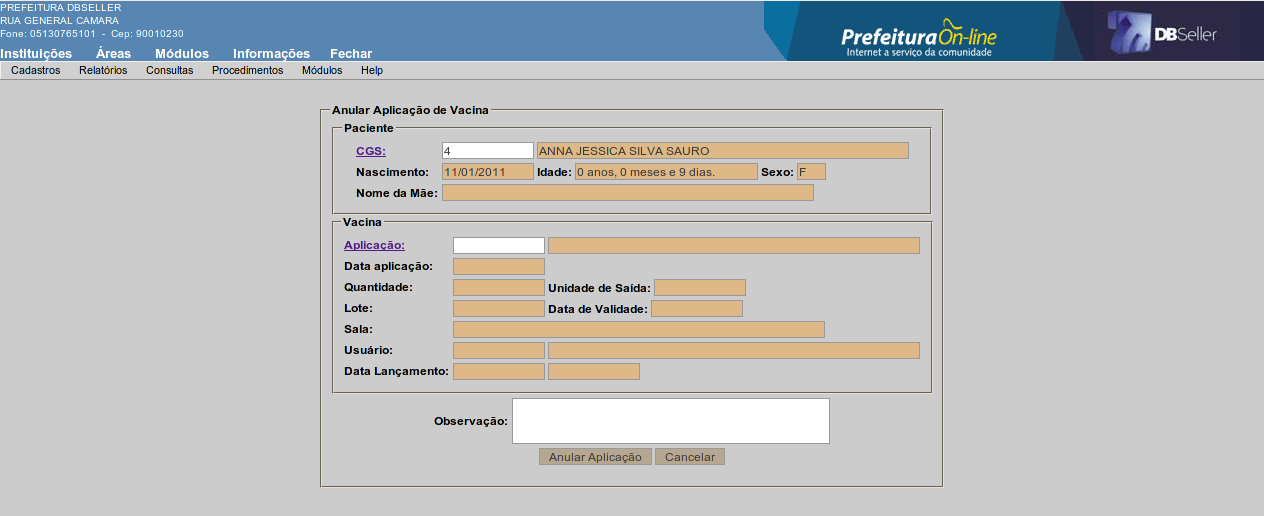 PREFEITURA DBSELLER
RUA GENERAL CAMARA
Fone: 05130765101 - Cep: 90010230
PrefeituraOn-line
Internet a serviço da comunidade
DBSeller
Instituições Áreas Módulos Informações Fechar
Cadastros Relatórios Consultas Procedimentos Módulos Help
Anular Aplicação de Vacina
Paciente
CGS: 4 ANNA JESSICA SILVA SAURO
Nascimento: 11/01/2011 Idade: 0 anos, 0 meses e 9 dias. Sexo: F
Nome da Mãe:
Vacina
Aplicação:
Data aplicação:
Quantidade: Unidade de Saída:
Lote: Data de Validade:
Sala:
Usuário:
Data Lançamento:
Observação:
Anular Aplicação Cancelar